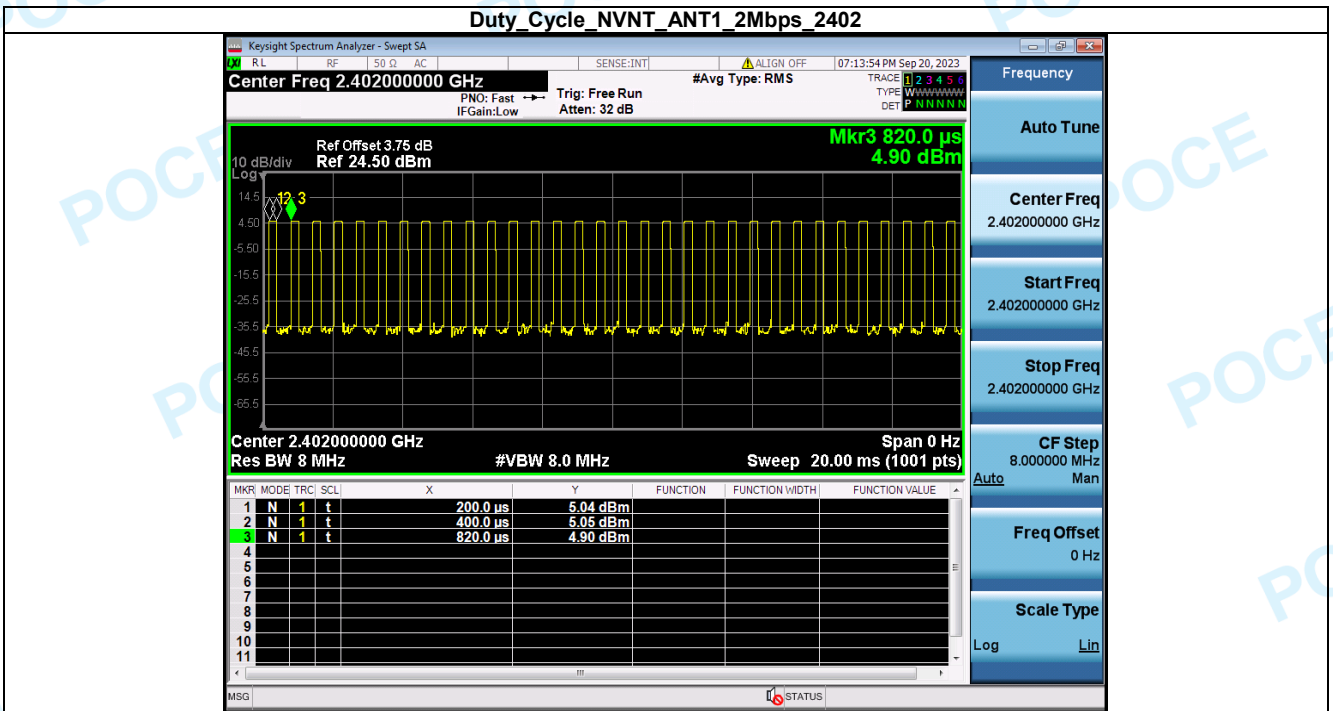 Duty_Cycle_NVNT_ANT1_2Mbps_2402
Keysight Spectrum Analyzer - Swept SA
LXI RL RF 50 Ω AC SENSE:INT ALIGN OFF 07:13:54 PM Sep 20, 2023
Center Freq 2.402000000 GHz #Avg Type: RMS TRACE 1 2 3 4 5 6
PNO: Fast Trig: Free Run TYPE WWWWWW
IFGain:Low Atten: 32 dB DET P N N N N N
Frequency
Mkr3 820.0 µs
4.90 dBm
Ref Offset 3.75 dB
10 dB/div Ref 24.50 dBm
Log
14.5
4.50
-5.50
-15.5
-25.5
-35.5
-45.5
-55.5
-65.5
1 2 3
Center 2.402000000 GHz Span 0 Hz
Res BW 8 MHz #VBW 8.0 MHz Sweep 20.00 ms (1001 pts)
MKR MODE TRC SCL X Y FUNCTION FUNCTION WIDTH FUNCTION VALUE
1 N 1 t 200.0 µs 5.04 dBm
2 N 1 t 400.0 µs 5.05 dBm
3 N 1 t 820.0 µs 4.90 dBm
4
5
6
7
8
9
10
11
MSG STATUS
Auto Tune
Center Freq
2.402000000 GHz
Start Freq
2.402000000 GHz
Stop Freq
2.402000000 GHz
CF Step
8.000000 MHz
Auto Man
Freq Offset
0 Hz
Scale Type
Log Lin
POCE
POCE
POCE